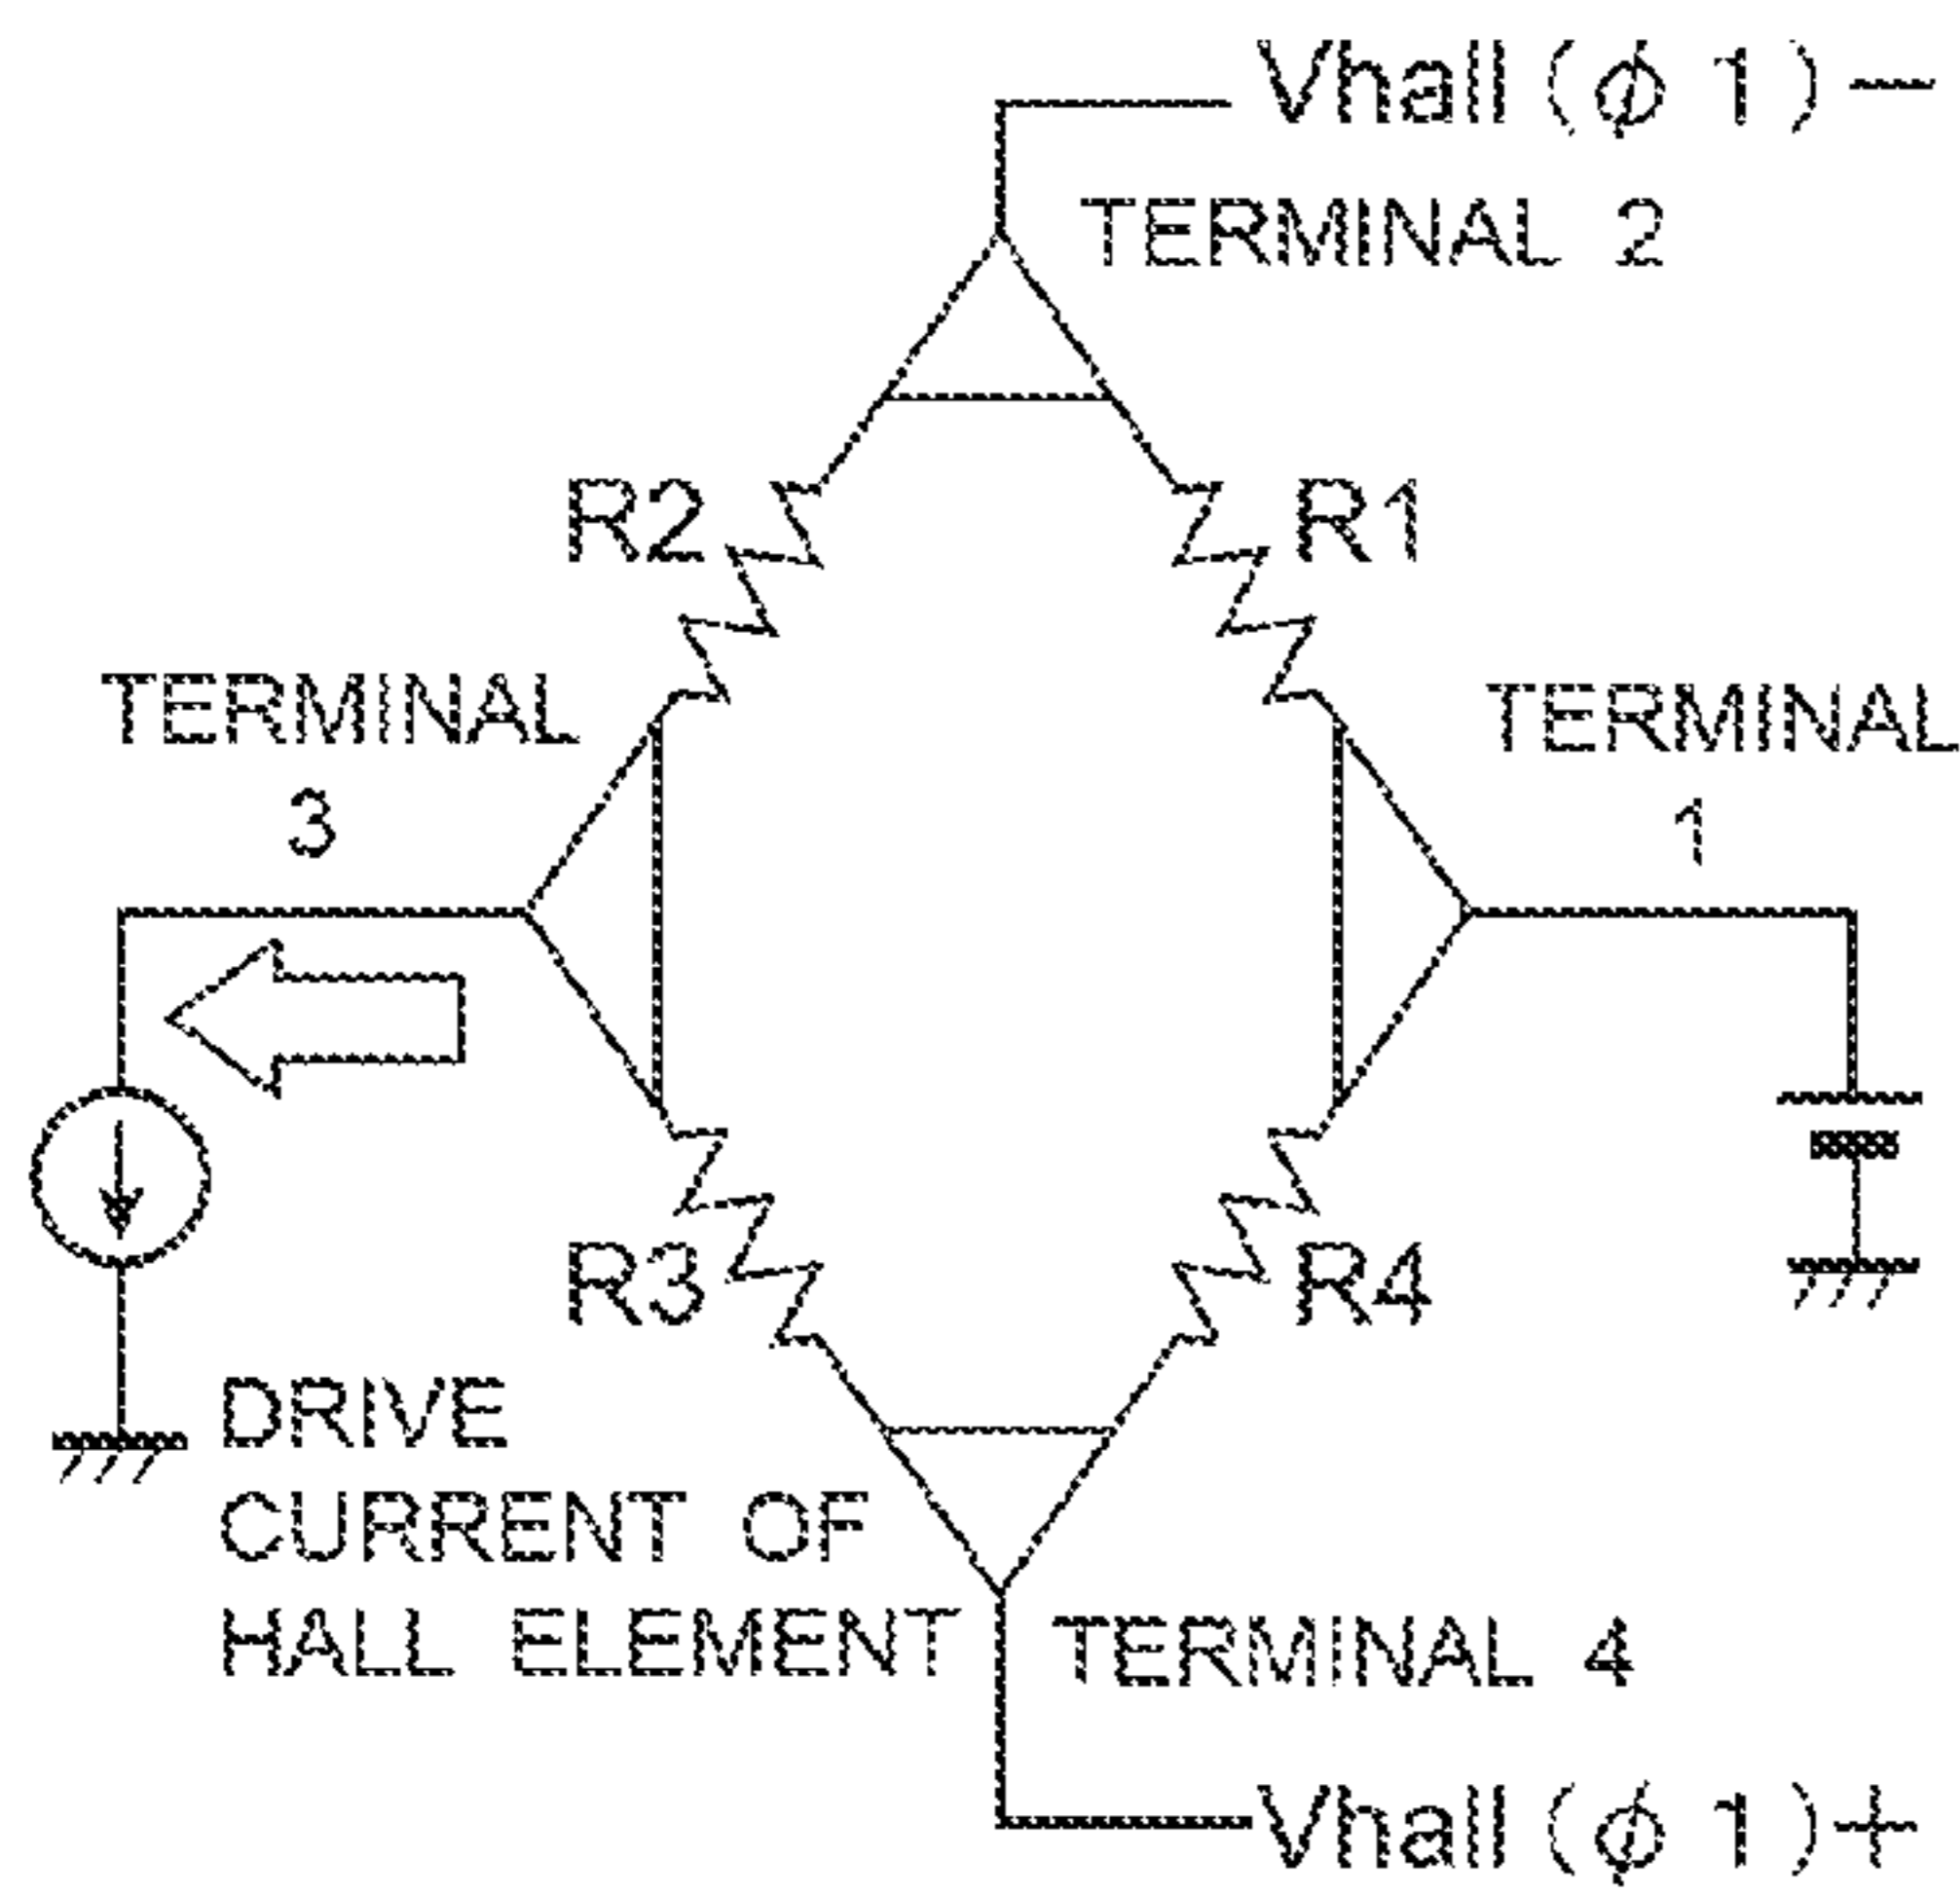 Vhall(ϕ 1)−
TERMINAL 2
R2
R1
TERMINAL
3
TERMINAL
1
R3
R4
DRIVE
CURRENT OF
HALL ELEMENT
TERMINAL 4
Vhall(ϕ 1)+